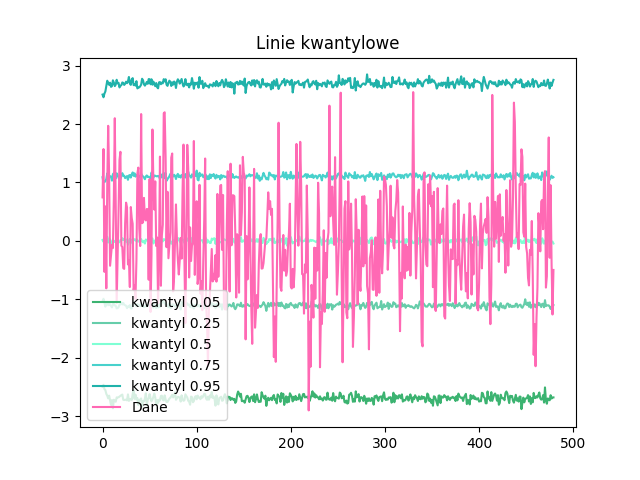 Linie kwantylowe
3
2
1
0
−1
−2
−3
kwantyl 0.05
kwantyl 0.25
kwantyl 0.5
kwantyl 0.75
kwantyl 0.95
Dane
0
100
200
300
400
500